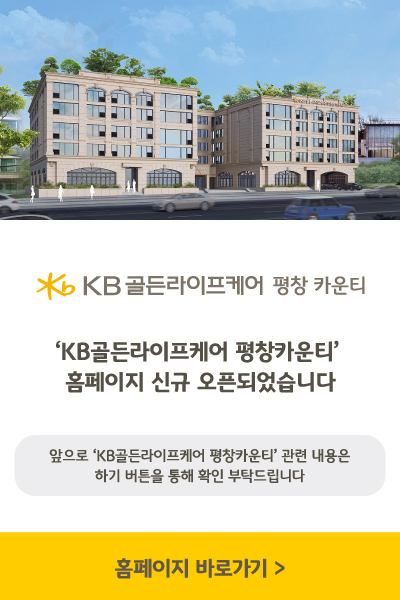 KB 골든라이프케어 평창 카운티
‘KB골든라이프케어 평창카운티’
홈페이지 신규 오픈되었습니다
앞으로 ‘KB골든라이프케어 평창카운티’ 관련 내용은
하기 버튼을 통해 확인 부탁드립니다
홈페이지 바로가기 >